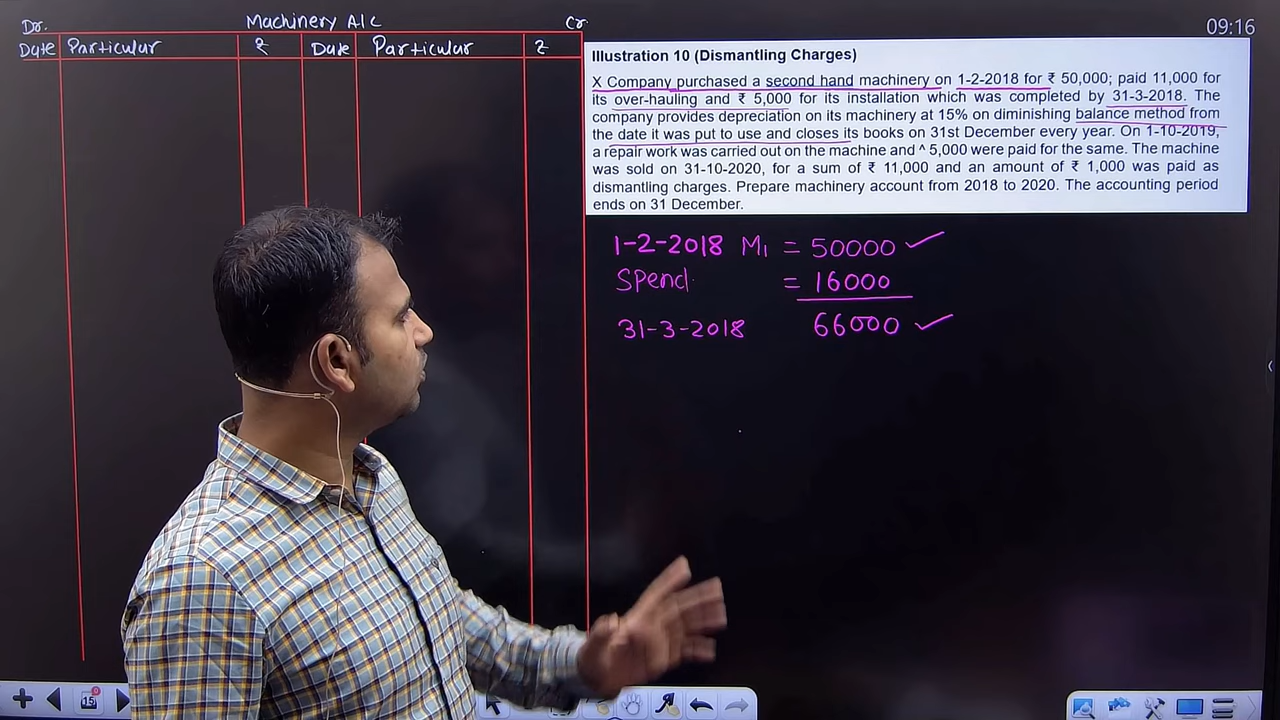 Dr. Machinery A/C Cr.
Date Particular ₹ Date Particular ₹
09:16
Illustration 10 (Dismantling Charges)
X Company purchased a second hand machinery on 1-2-2018 for ₹ 50,000; paid 11,000 for
its over-hauling and ₹ 5,000 for its installation which was completed by 31-3-2018. The
company provides depreciation on its machinery at 15% on diminishing balance method from
the date it was put to use and closes its books on 31st December every year. On 1-10-2019,
a repair work was carried out on the machine and ^ 5,000 were paid for the same. The machine
was sold on 31-10-2020, for a sum of ₹ 11,000 and an amount of ₹ 1,000 was paid as
dismantling charges. Prepare machinery account from 2018 to 2020. The accounting period
ends on 31 December.
1-2-2018 M1 = 50000
Spend = 16000
31-3-2018 66000
15